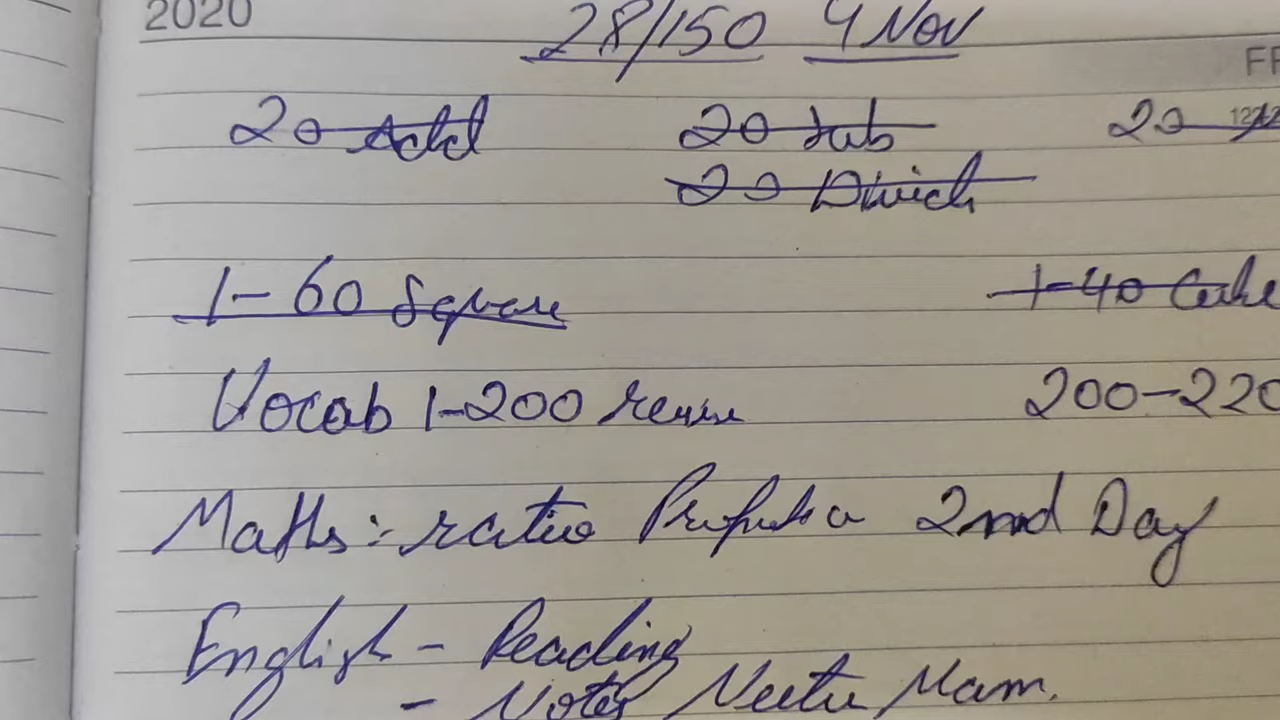 2020 28/150 4 Nov
FR
20 Add 20 Sub 20
20 Divide
1-60 Square 1-40 Cube
Vocab 1-200 revise 200-220
Maths :- ratio Proportion 2nd Day
English - Reading
- Notes Neetu Mam.